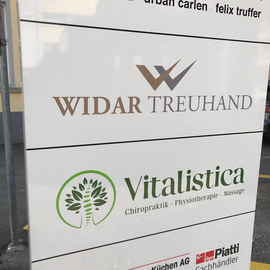 urban carlen felix truffer
WIDAR TREUHAND
Vitalistica
Chiropraktik - Physiotherapie - Massage
Küchen AG
Piatti
Fachhändler